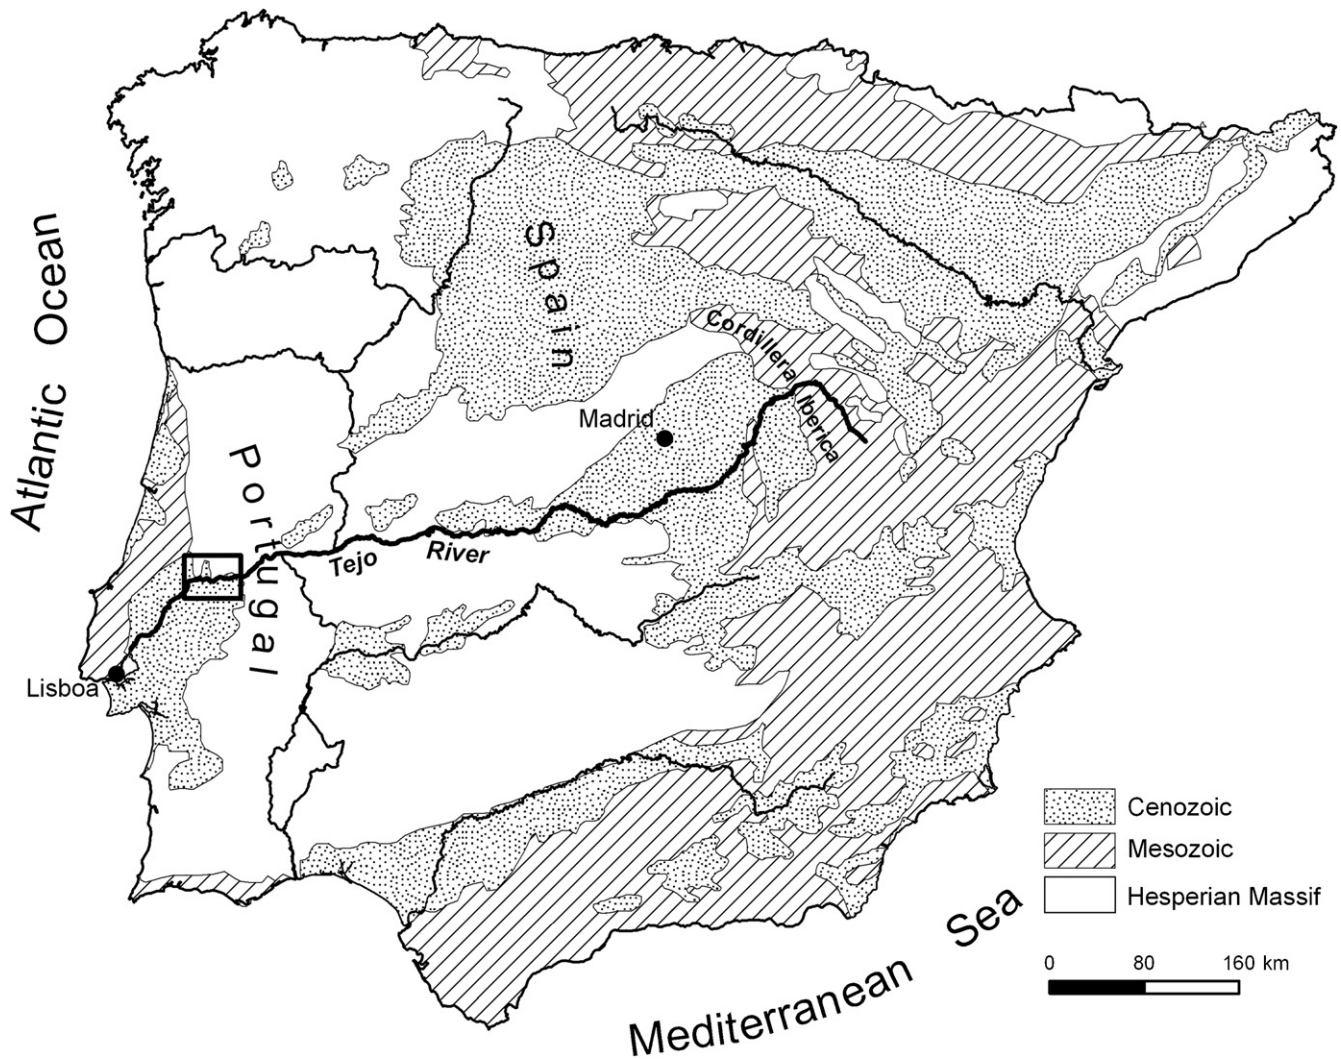 Atlantic Ocean
Spain
Cordillera Iberica
Madrid
Portugal
Tejo River
Lisboa
Mediterranean Sea
Cenozoic
Mesozoic
Hesperian Massif
0 80 160 km